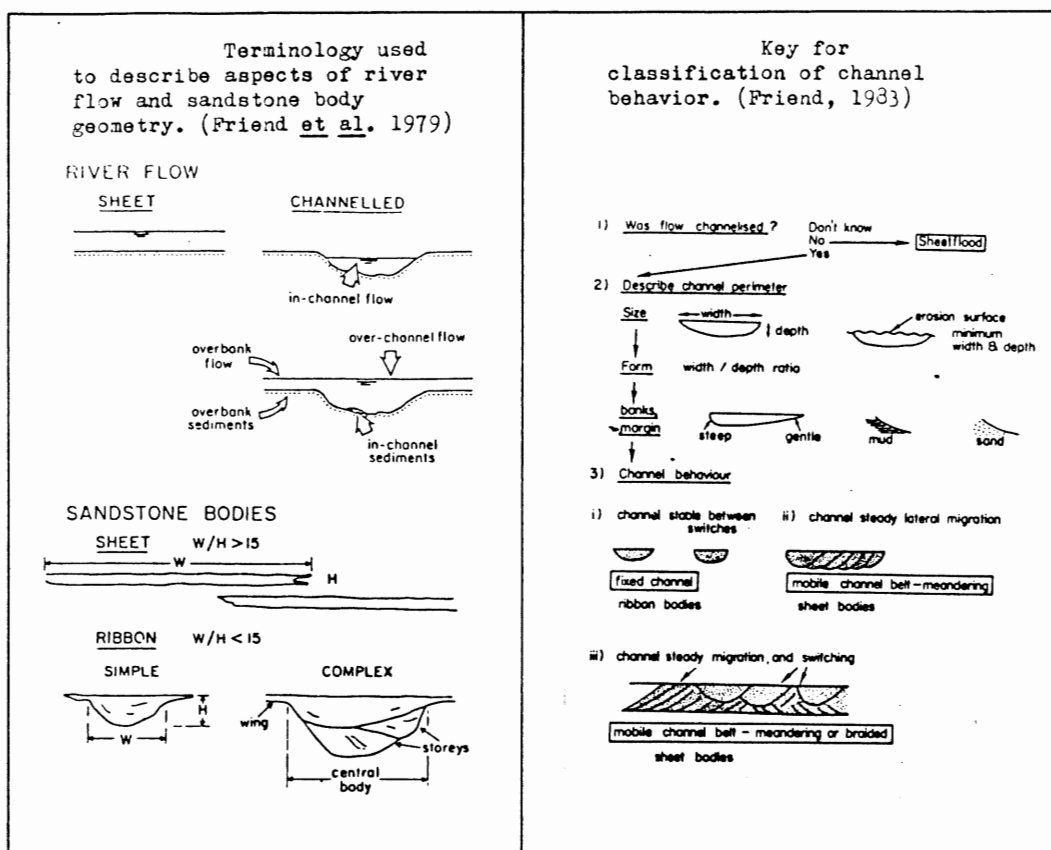 Terminology used
to describe aspects of river
flow and sandstone body
geometry. (Friend et al. 1979)
RIVER FLOW
SHEET
CHANNELLED
in-channel flow
overbank
flow
over-channel flow
overbank
sediments
in-channel
sediments
SANDSTONE BODIES
SHEET W/H>15
W
H
RIBBON W/H<15
SIMPLE
COMPLEX
H
W
wing
storeys
central
body
Key for
classification of channel
behavior. (Friend, 1983)
1) Was flow channelised?
Don't know
No
Sheetflood
Yes
2) Describe channel perimeter
Size
width
depth
erosion surface
minimum
width & depth
Form
width / depth ratio
banks,
margin
steep
gentle
mud
sand
3) Channel behaviour
i) channel stable between
switches
ii) channel steady lateral migration
fixed channel
ribbon bodies
mobile channel belt-meandering
sheet bodies
iii) channel steady migration, and switching
mobile channel belt - meandering or braided
sheet bodies